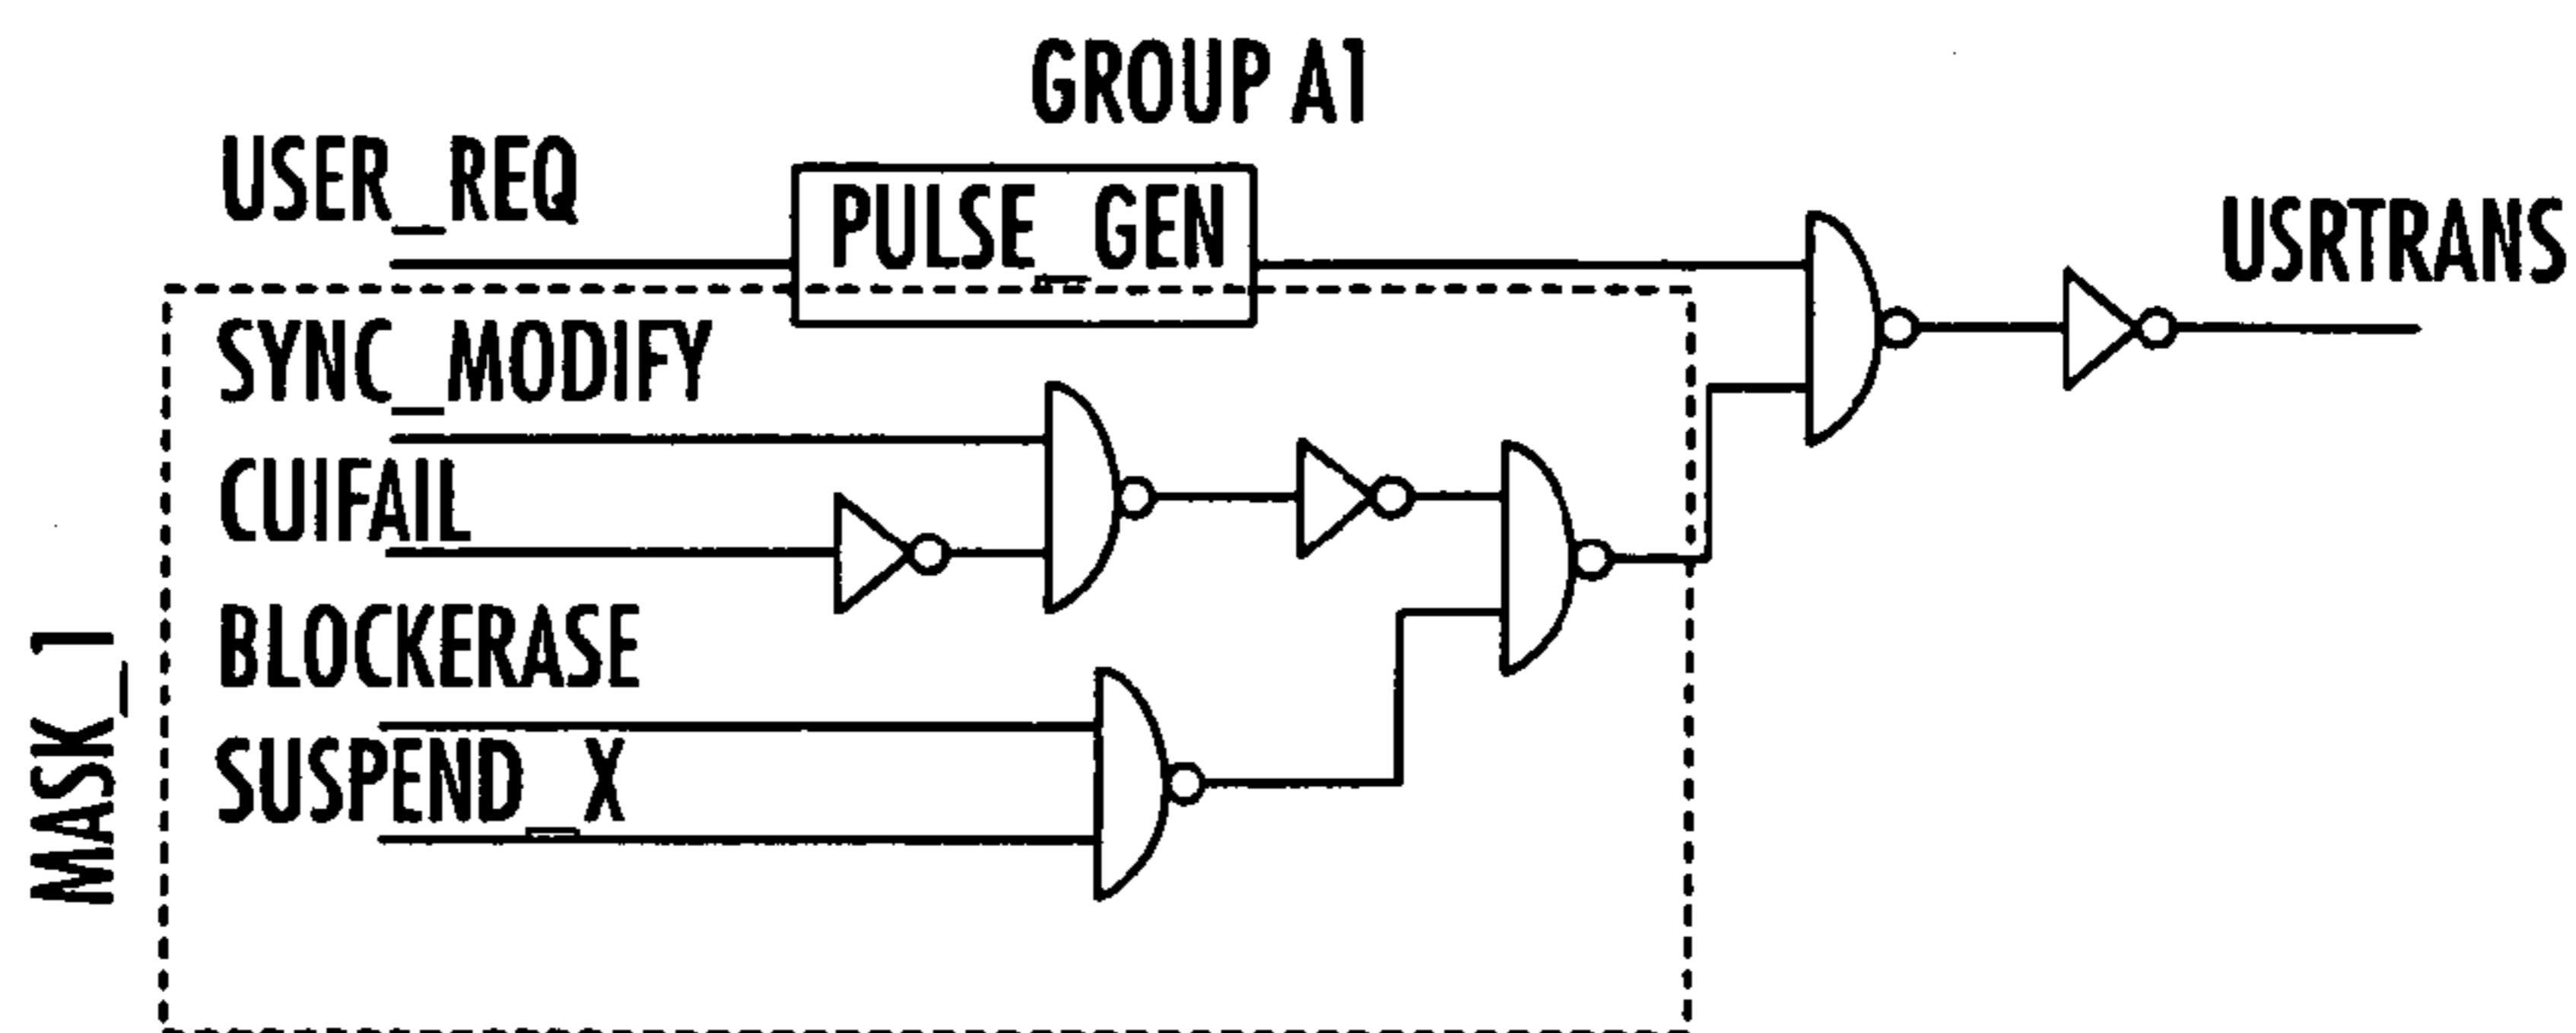 GROUP A1
USER_REQ
PULSE_GEN
USRTRANS
SYNC_MODIFY
CUIFAIL
BLOCKERASE
SUSPEND_X
MASK_1